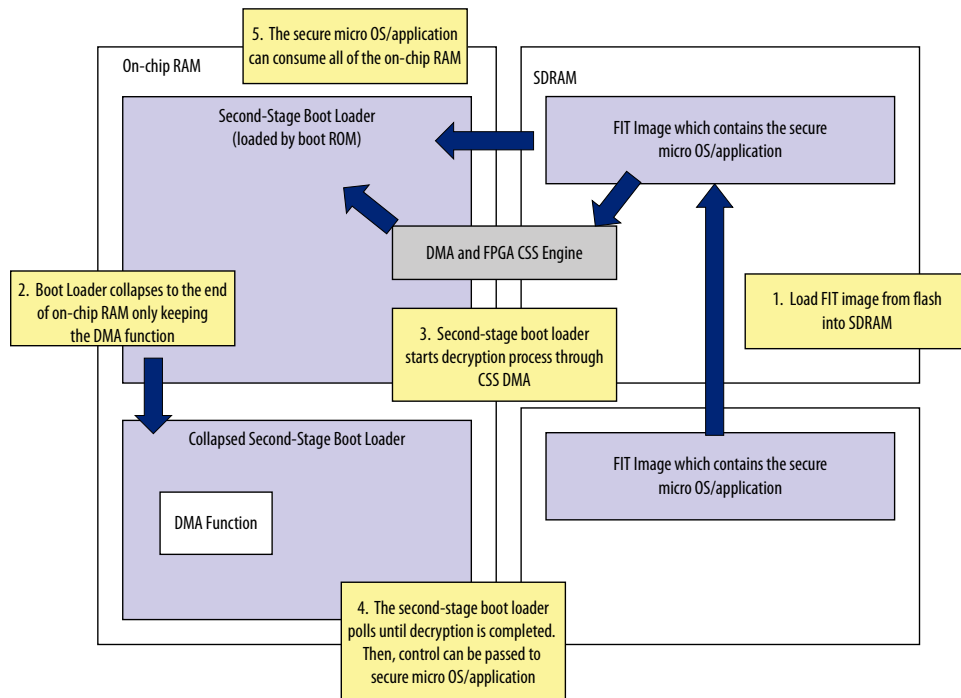 5. The secure micro OS/application
can consume all of the on-chip RAM
On-chip RAM
SDRAM
Second-Stage Boot Loader
(loaded by boot ROM)
FIT Image which contains the secure
micro OS/application
DMA and FPGA CSS Engine
2. Boot Loader collapses to the end
of on-chip RAM only keeping
the DMA function
1. Load FIT image from flash
into SDRAM
3. Second-stage boot loader
starts decryption process through
CSS DMA
Collapsed Second-Stage Boot Loader
FIT Image which contains the secure
micro OS/application
DMA Function
4. The second-stage boot loader
polls until decryption is completed.
Then, control can be passed to
secure micro OS/application